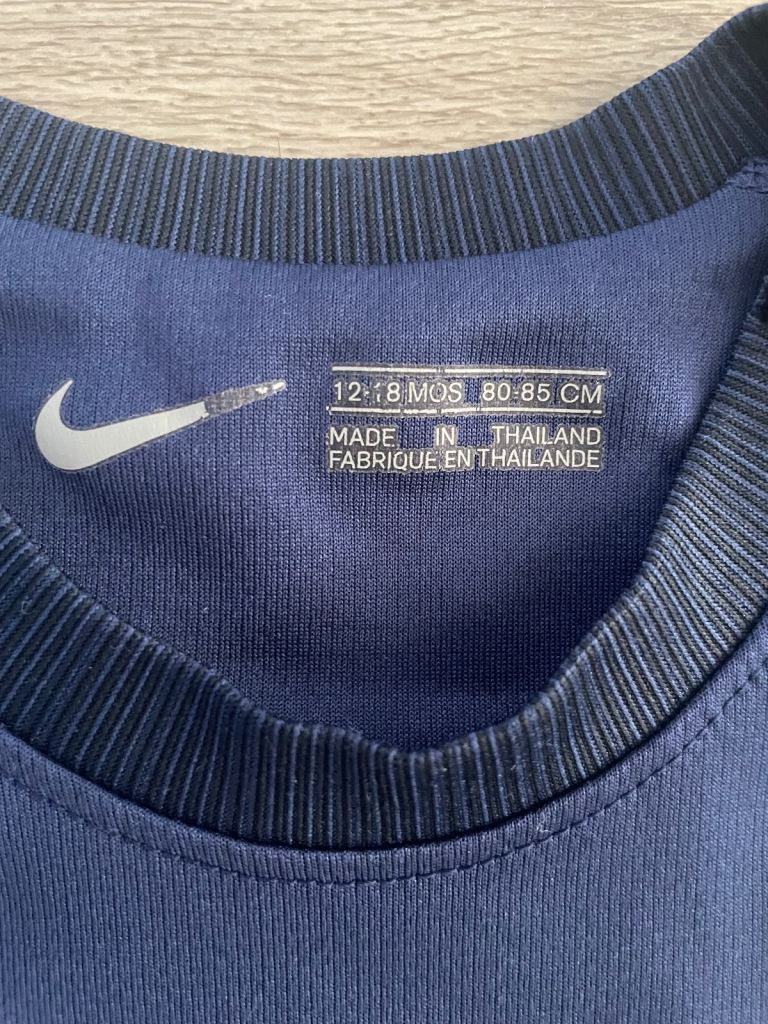 12-18 MOS 80-85 CM
MADE IN THAILAND
FABRIQUE EN THAILANDE